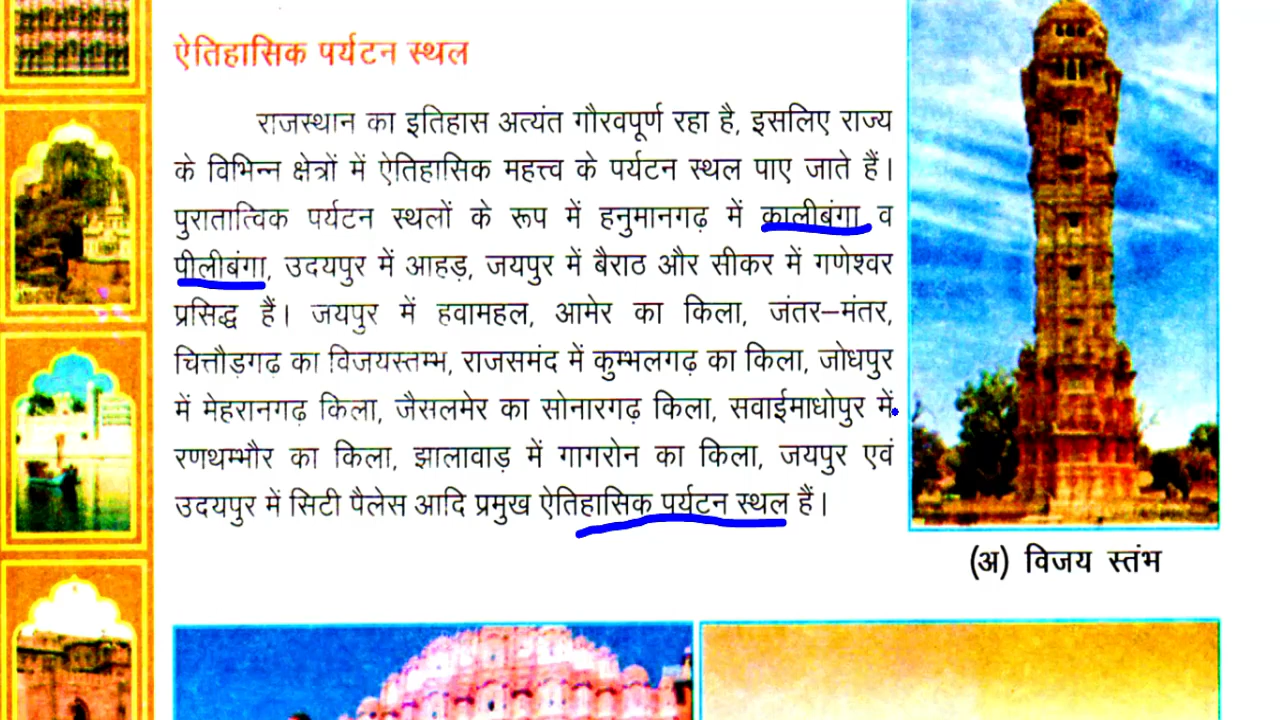 ऐतिहासिक पर्यटन स्थल
राजस्थान का इतिहास अत्यंत गौरवपूर्ण रहा है, इसलिए राज्य
के विभिन्न क्षेत्रों में ऐतिहासिक महत्त्व के पर्यटन स्थल पाए जाते हैं।
पुरातात्विक पर्यटन स्थलों के रूप में हनुमानगढ़ में कालीबंगा व
पीलीबंगा, उदयपुर में आहड़, जयपुर में बैराठ और सीकर में गणेश्वर
प्रसिद्ध हैं। जयपुर में हवामहल, आमेर का किला, जंतर–मंतर,
चित्तौड़गढ़ का विजयस्तम्भ, राजसमंद में कुम्भलगढ़ का किला, जोधपुर
में मेहरानगढ़ किला, जैसलमेर का सोनारगढ़ किला, सवाईमाधोपुर में
रणथम्भौर का किला, झालावाड़ में गागरोन का किला, जयपुर एवं
उदयपुर में सिटी पैलेस आदि प्रमुख ऐतिहासिक पर्यटन स्थल हैं।
(अ) विजय स्तंभ